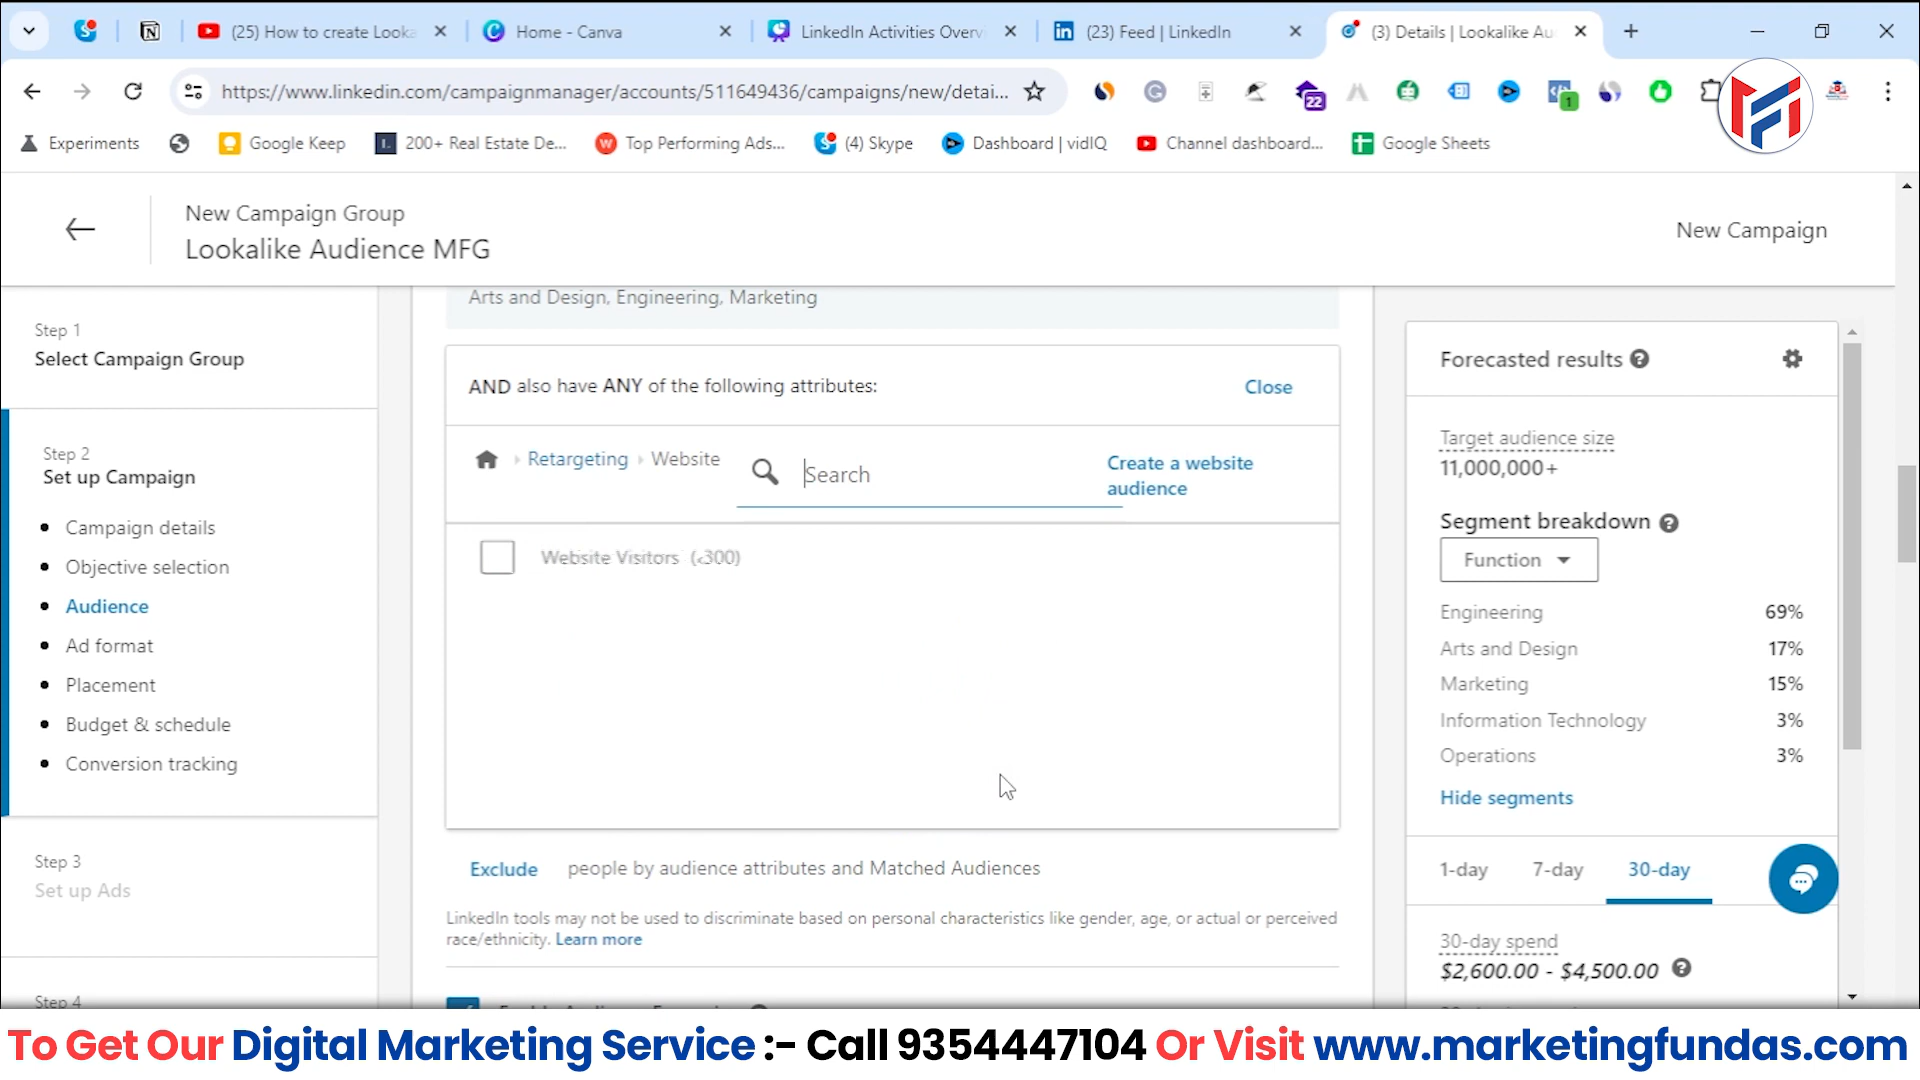 (25) How to create Looka
Home - Canva
LinkedIn Activities Overv
(23) Feed | LinkedIn
(3) Details | Lookalike Au
https://www.linkedin.com/campaignmanager/accounts/511649436/campaigns/new/detai...
22
1
Experiments
Google Keep
200+ Real Estate De...
Top Performing Ads...
(4) Skype
Dashboard | vidIQ
Channel dashboard...
Google Sheets
New Campaign Group
Lookalike Audience MFG
New Campaign
Step 1
Select Campaign Group
Step 2
Set up Campaign
Campaign details
Objective selection
Audience
Ad format
Placement
Budget & schedule
Conversion tracking
Step 3
Set up Ads
Step 4
Arts and Design, Engineering, Marketing
AND also have ANY of the following attributes:
Close
Retargeting
Website
Search
Create a website
audience
Website Visitors (<300)
Exclude people by audience attributes and Matched Audiences
LinkedIn tools may not be used to discriminate based on personal characteristics like gender, age, or actual or perceived
race/ethnicity. Learn more
Forecasted results
Target audience size
11,000,000+
Segment breakdown
Function
Engineering 69%
Arts and Design 17%
Marketing 15%
Information Technology 3%
Operations 3%
Hide segments
1-day 7-day 30-day
30-day spend
$2,600.00 - $4,500.00
To Get Our Digital Marketing Service :- Call 9354447104 Or Visit www.marketingfundas.com